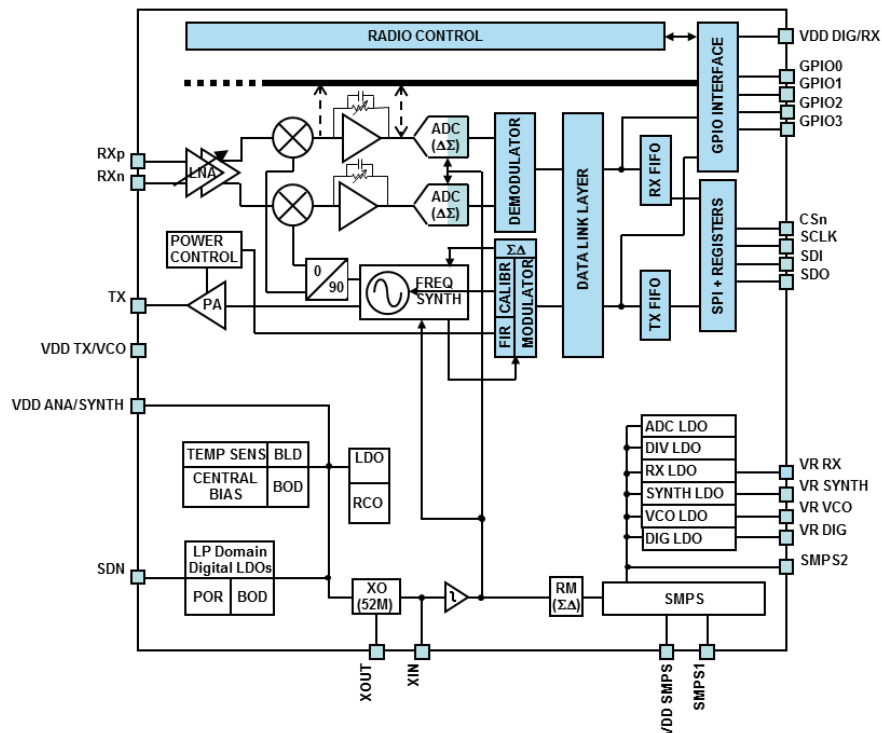 RADIO CONTROL
VDD DIG/RX
GPIO INTERFACE
GPIO0
GPIO1
GPIO2
GPIO3
RXp
RXn
LNA
ADC
(ΔΣ)
ADC
(ΔΣ)
DEMODULATOR
DATA LINK LAYER
RX FIFO
SPI + REGISTERS
CSn
SCLK
SDI
SDO
POWER
CONTROL
0
90
FREQ
SYNTH
ΣΔ
CALIBR
FIR
MODULATOR
TX FIFO
TX
PA
VDD TX/VCO
VDD ANA/SYNTH
TEMP SENS
BLD
CENTRAL
BIAS
BOD
LDO
RCO
ADC LDO
DIV LDO
RX LDO
SYNTH LDO
VCO LDO
DIG LDO
VR RX
VR SYNTH
VR VCO
VR DIG
SMPS2
SDN
LP Domain
Digital LDOs
POR
BOD
XO
(52M)
RM
(ΣΔ)
SMPS
XOUT
XIN
VDD SMPS
SMPS1